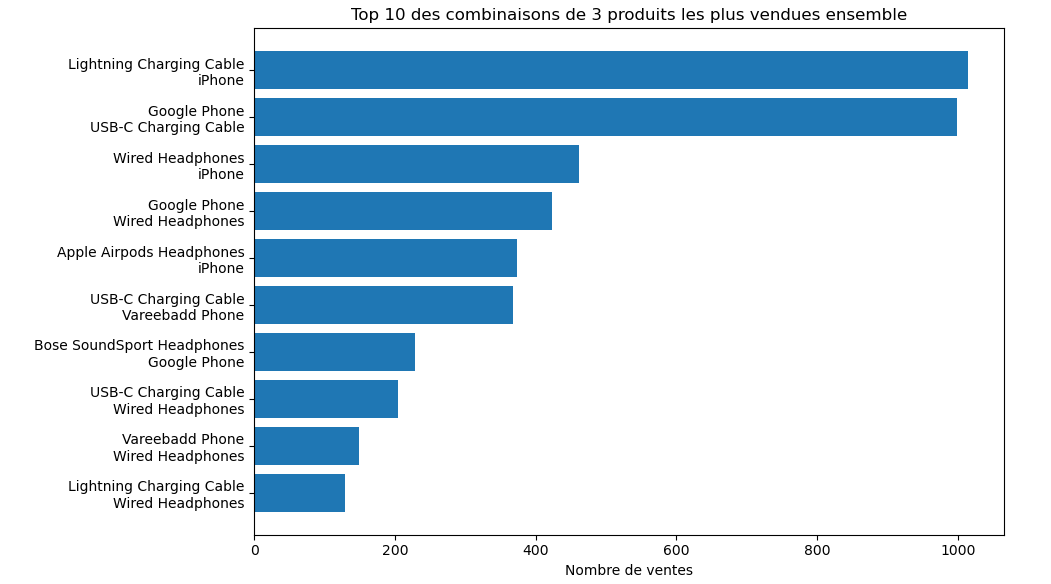 Top 10 des combinaisons de 3 produits les plus vendues ensemble
Lightning Charging Cable
iPhone
Google Phone
USB-C Charging Cable
Wired Headphones
iPhone
Google Phone
Wired Headphones
Apple Airpods Headphones
iPhone
USB-C Charging Cable
Vareebadd Phone
Bose SoundSport Headphones
Google Phone
USB-C Charging Cable
Wired Headphones
Vareebadd Phone
Wired Headphones
Lightning Charging Cable
Wired Headphones
0 200 400 600 800 1000
Nombre de ventes